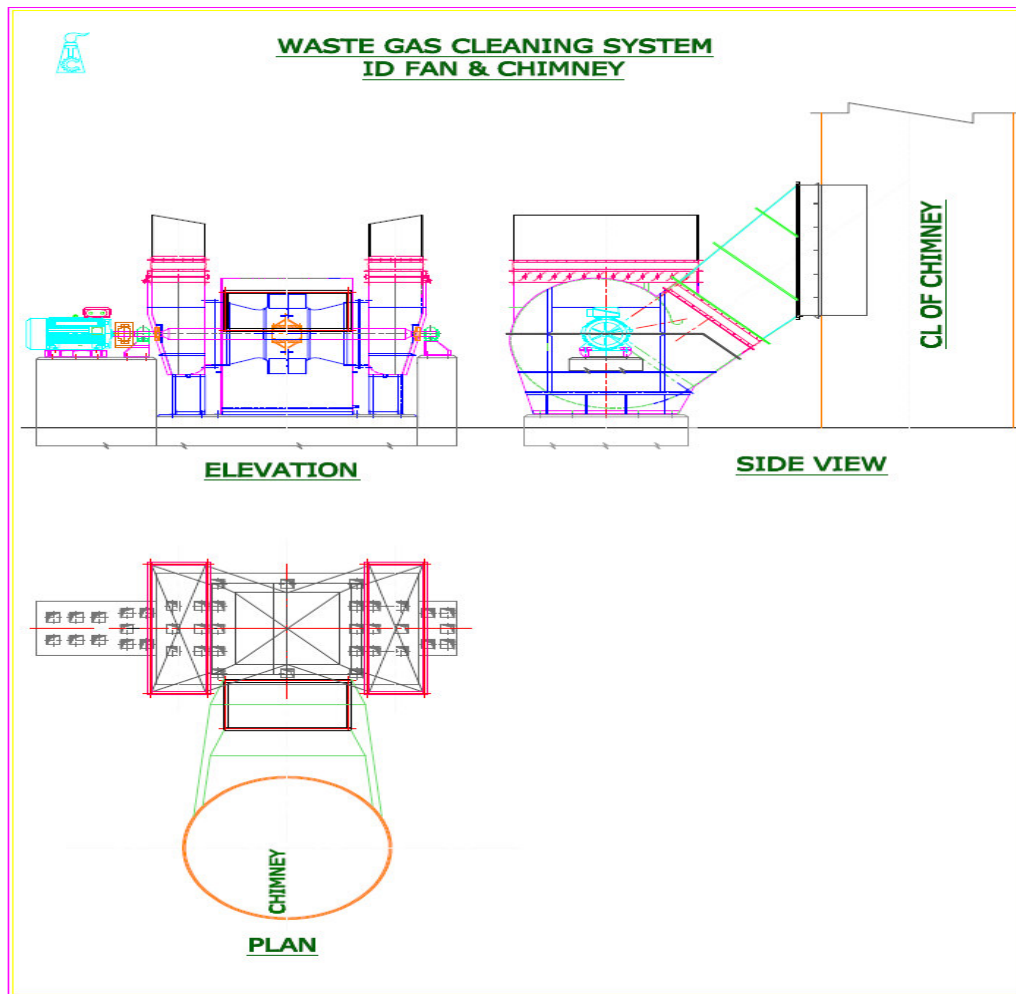 WASTE GAS CLEANING SYSTEM
ID FAN & CHIMNEY
CL OF CHIMNEY
ELEVATION
SIDE VIEW
CHIMNEY
PLAN